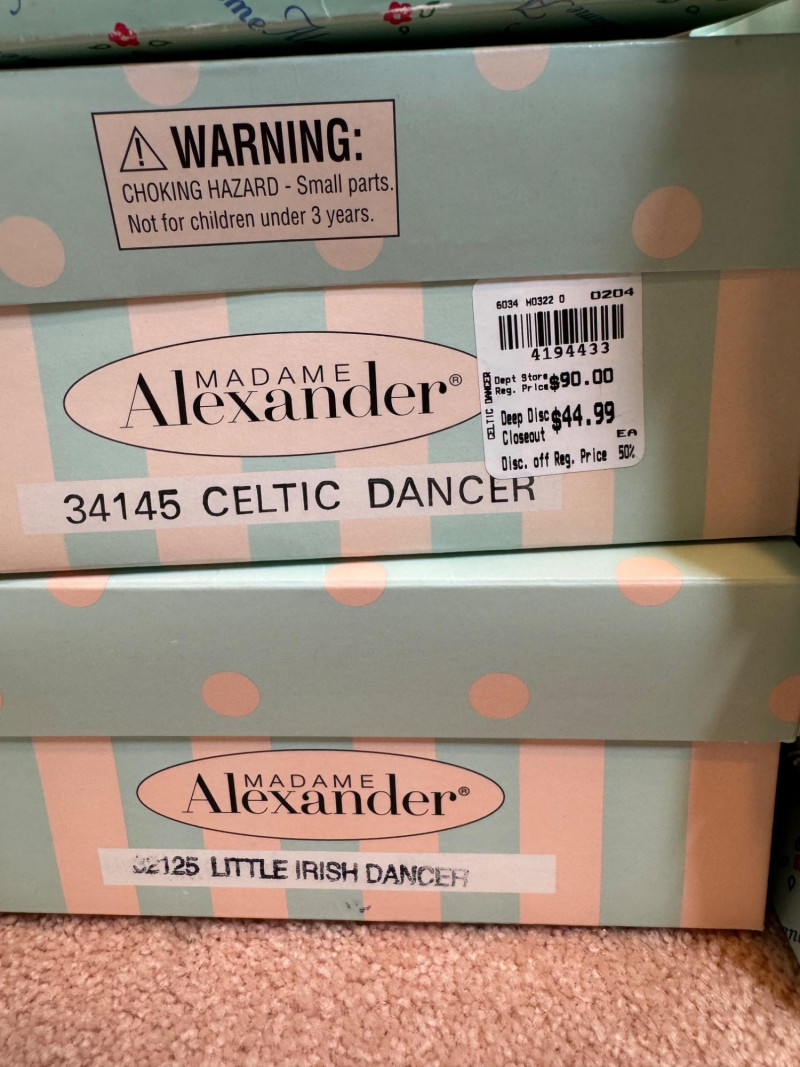 WARNING:
CHOKING HAZARD - Small parts.
Not for children under 3 years.
6034 H0322 0 0204
4194433
CELTIC DANCER
Dept Store
Reg. Price $90.00
Deep Disc $44.99
Closeout EA
Disc. off Reg. Price 50%
MADAME
Alexander®
34145 CELTIC DANCER
MADAME
Alexander®
32125 LITTLE IRISH DANCER